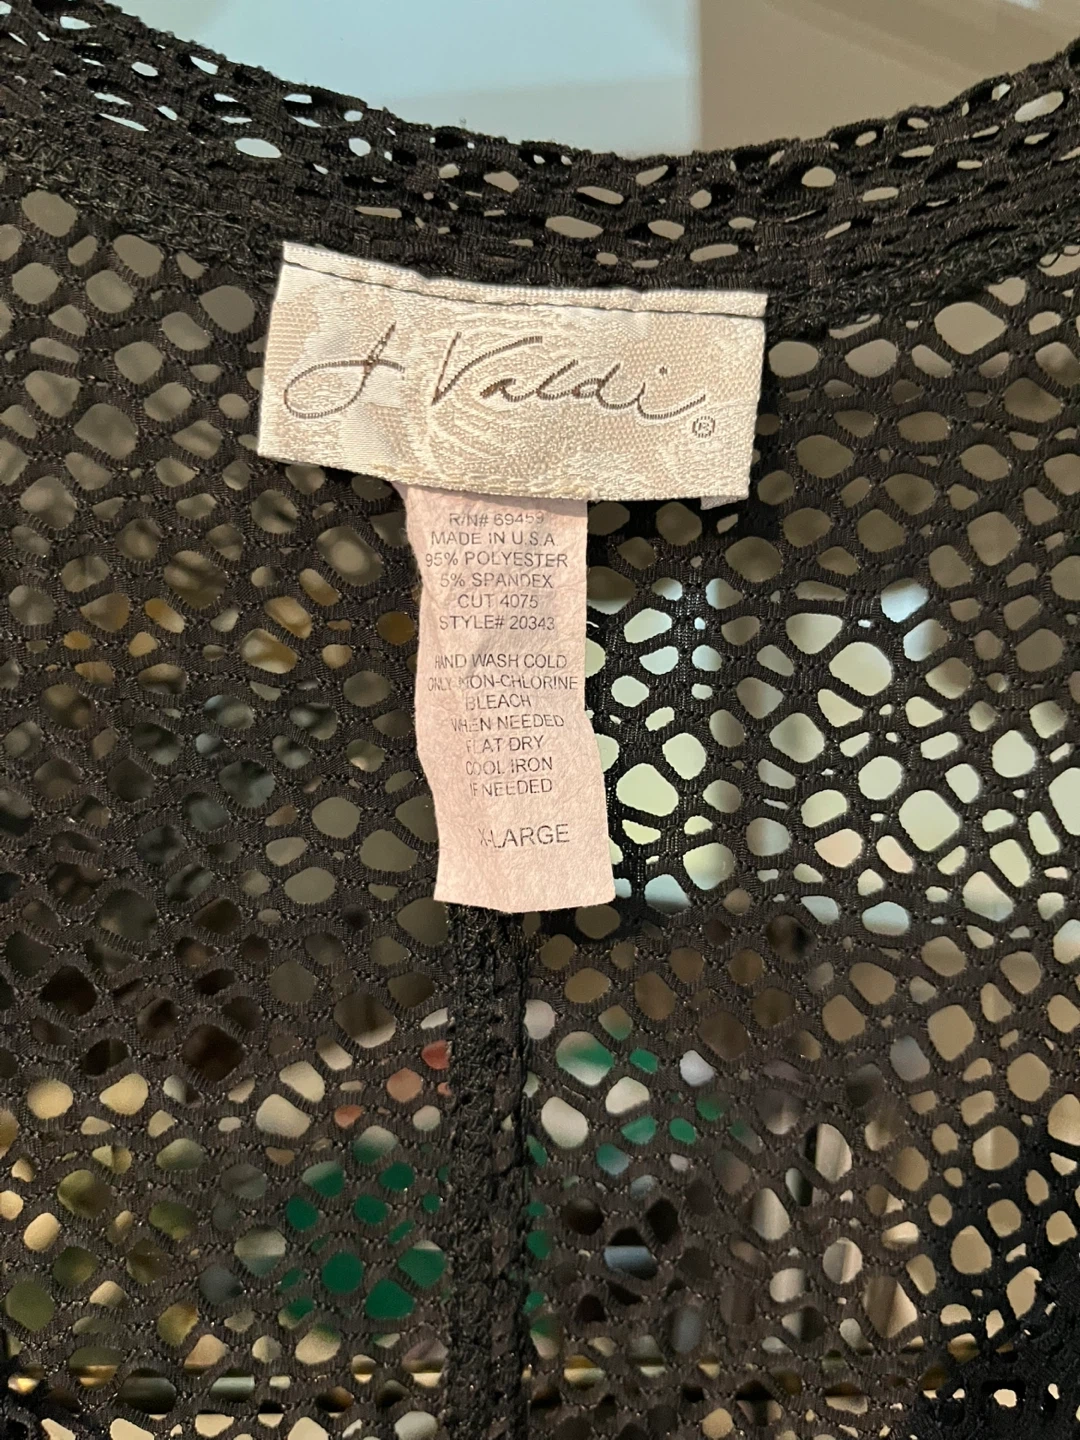 J Valdi ®
R/N# 69459
MADE IN U.S.A
95% POLYESTER
5% SPANDEX
CUT 4075
STYLE# 20343
HAND WASH COLD
ONLY NON-CHLORINE
BLEACH
WHEN NEEDED
FLAT DRY
COOL IRON
IF NEEDED
X-LARGE